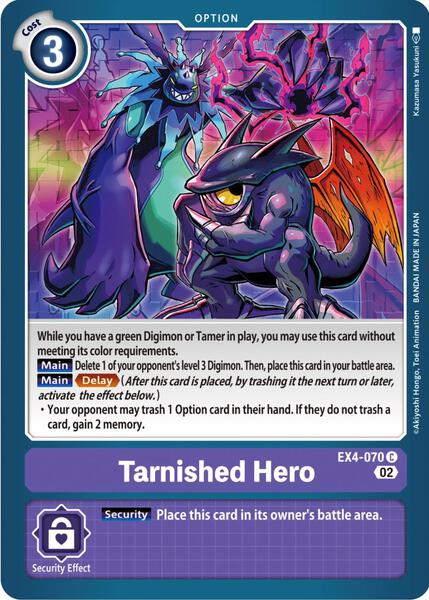 OPTION
Cost
3
Kazumasa Yasukuni
While you have a green Digimon or Tamer in play, you may use this card without
meeting its color requirements.
Main Delete 1 of your opponent's level 3 Digimon. Then, place this card in your battle area.
Main Delay (After this card is placed, by trashing it the next turn or later,
activate the effect below.)
・Your opponent may trash 1 Option card in their hand. If they do not trash a
card, gain 2 memory.
©Akiyoshi Hongo, Toei Animation BANDAI MADE IN JAPAN
Tarnished Hero
EX4-070 C
02
Security Place this card in its owner's battle area.
Security Effect